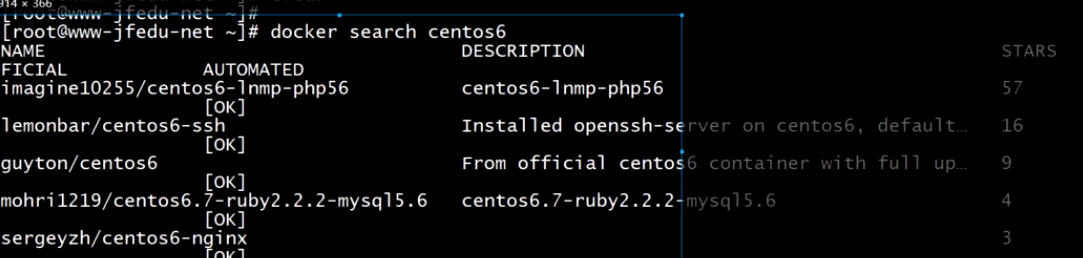 914 × 366
[root@www-jfedu-net ~]#
[root@www-jfedu-net ~]# docker search centos6
NAME DESCRIPTION STARS
FICIAL AUTOMATED
imagine10255/centos6-lnmp-php56 centos6-lnmp-php56 57
[OK]
lemonbar/centos6-ssh Installed openssh-server on centos6, default… 16
[OK]
guyton/centos6 From official centos6 container with full up… 9
[OK]
mohri1219/centos6.7-ruby2.2.2-mysql5.6 centos6.7-ruby2.2.2-mysql5.6 4
[OK]
sergeyzh/centos6-nginx 3
[OK]